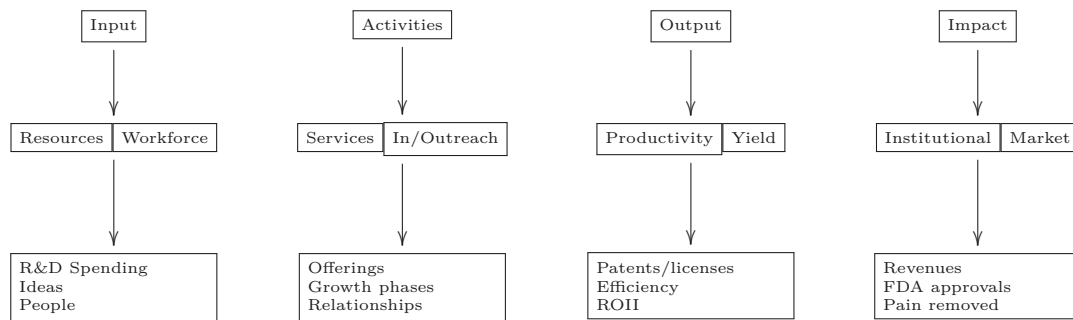 Input Activities Output Impact
Resources Workforce Services In/Outreach Productivity Yield Institutional Market
R&D Spending
Ideas
People
Offerings
Growth phases
Relationships
Patents/licenses
Efficiency
ROII
Revenues
FDA approvals
Pain removed